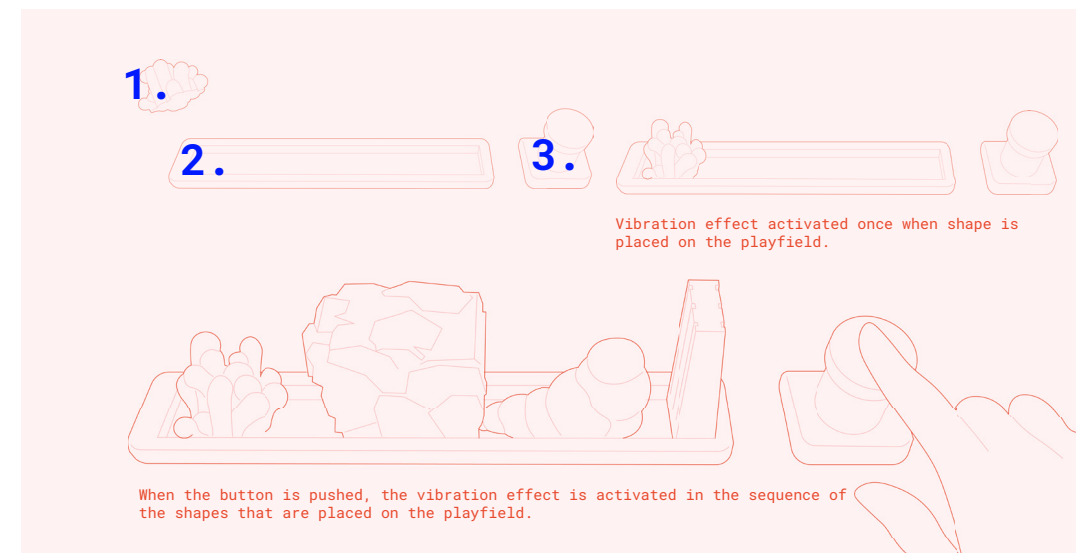 1.
2.
3.
Vibration effect activated once when shape is
placed on the playfield.
When the button is pushed, the vibration effect is activated in the sequence of
the shapes that are placed on the playfield.